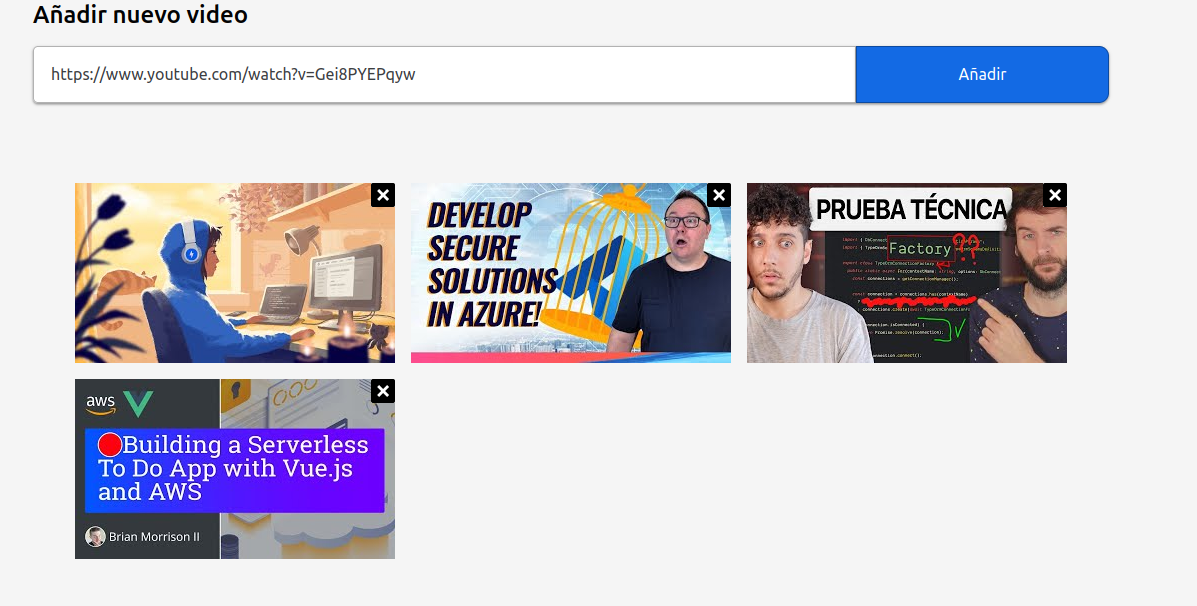 Añadir nuevo video
https://www.youtube.com/watch?v=Gei8PYEPqyw
Añadir
DEVELOP
SECURE
SOLUTIONS
IN AZURE!
PRUEBA TÉCNICA
Factory
aws
Building a Serverless
To Do App with Vue.js
and AWS
Brian Morrison II